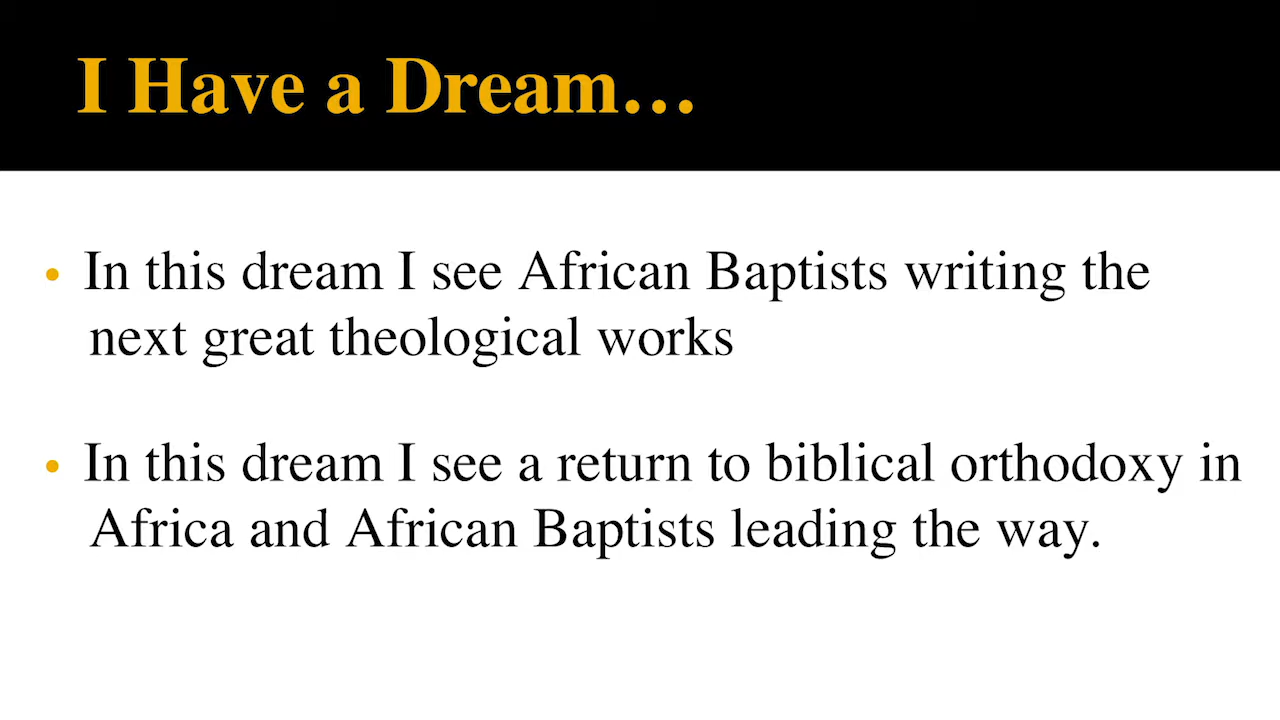 I Have a Dream…
• In this dream I see African Baptists writing the
next great theological works
• In this dream I see a return to biblical orthodoxy in
Africa and African Baptists leading the way.